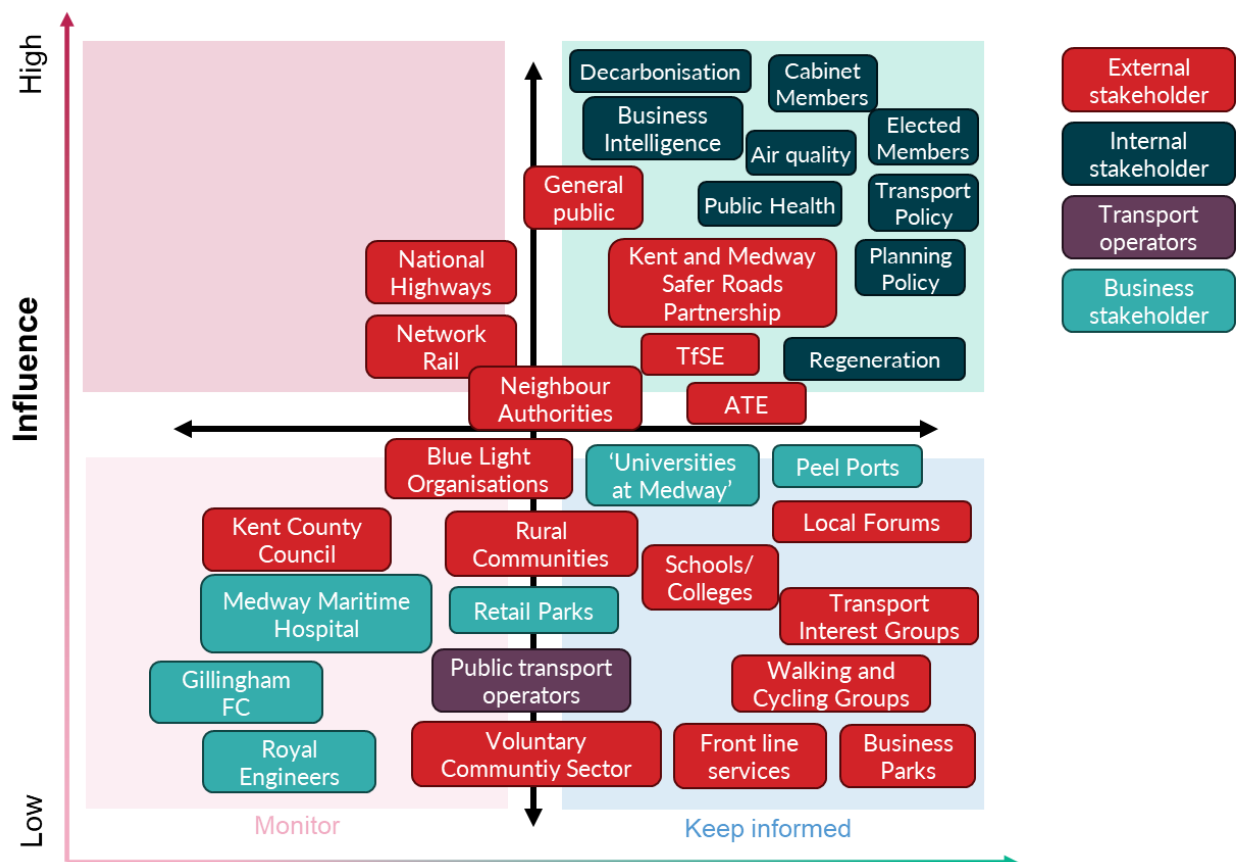 High
Influence
Low
Decarbonisation
Cabinet
Members
Business
Intelligence
Elected
Members
Air quality
General
public
Public Health
Transport
Policy
National
Highways
Kent and Medway
Safer Roads
Partnership
Planning
Policy
Network
Rail
TfSE
Regeneration
Neighbour
Authorities
ATE
Blue Light
Organisations
‘Universities
at Medway’
Peel Ports
Kent County
Council
Rural
Communities
Local Forums
Schools/
Colleges
Medway Maritime
Hospital
Retail Parks
Transport
Interest Groups
Gillingham
FC
Public transport
operators
Walking and
Cycling Groups
Royal
Engineers
Voluntary
Communtiy Sector
Front line
services
Business
Parks
Monitor
Keep informed
External
stakeholder
Internal
stakeholder
Transport
operators
Business
stakeholder